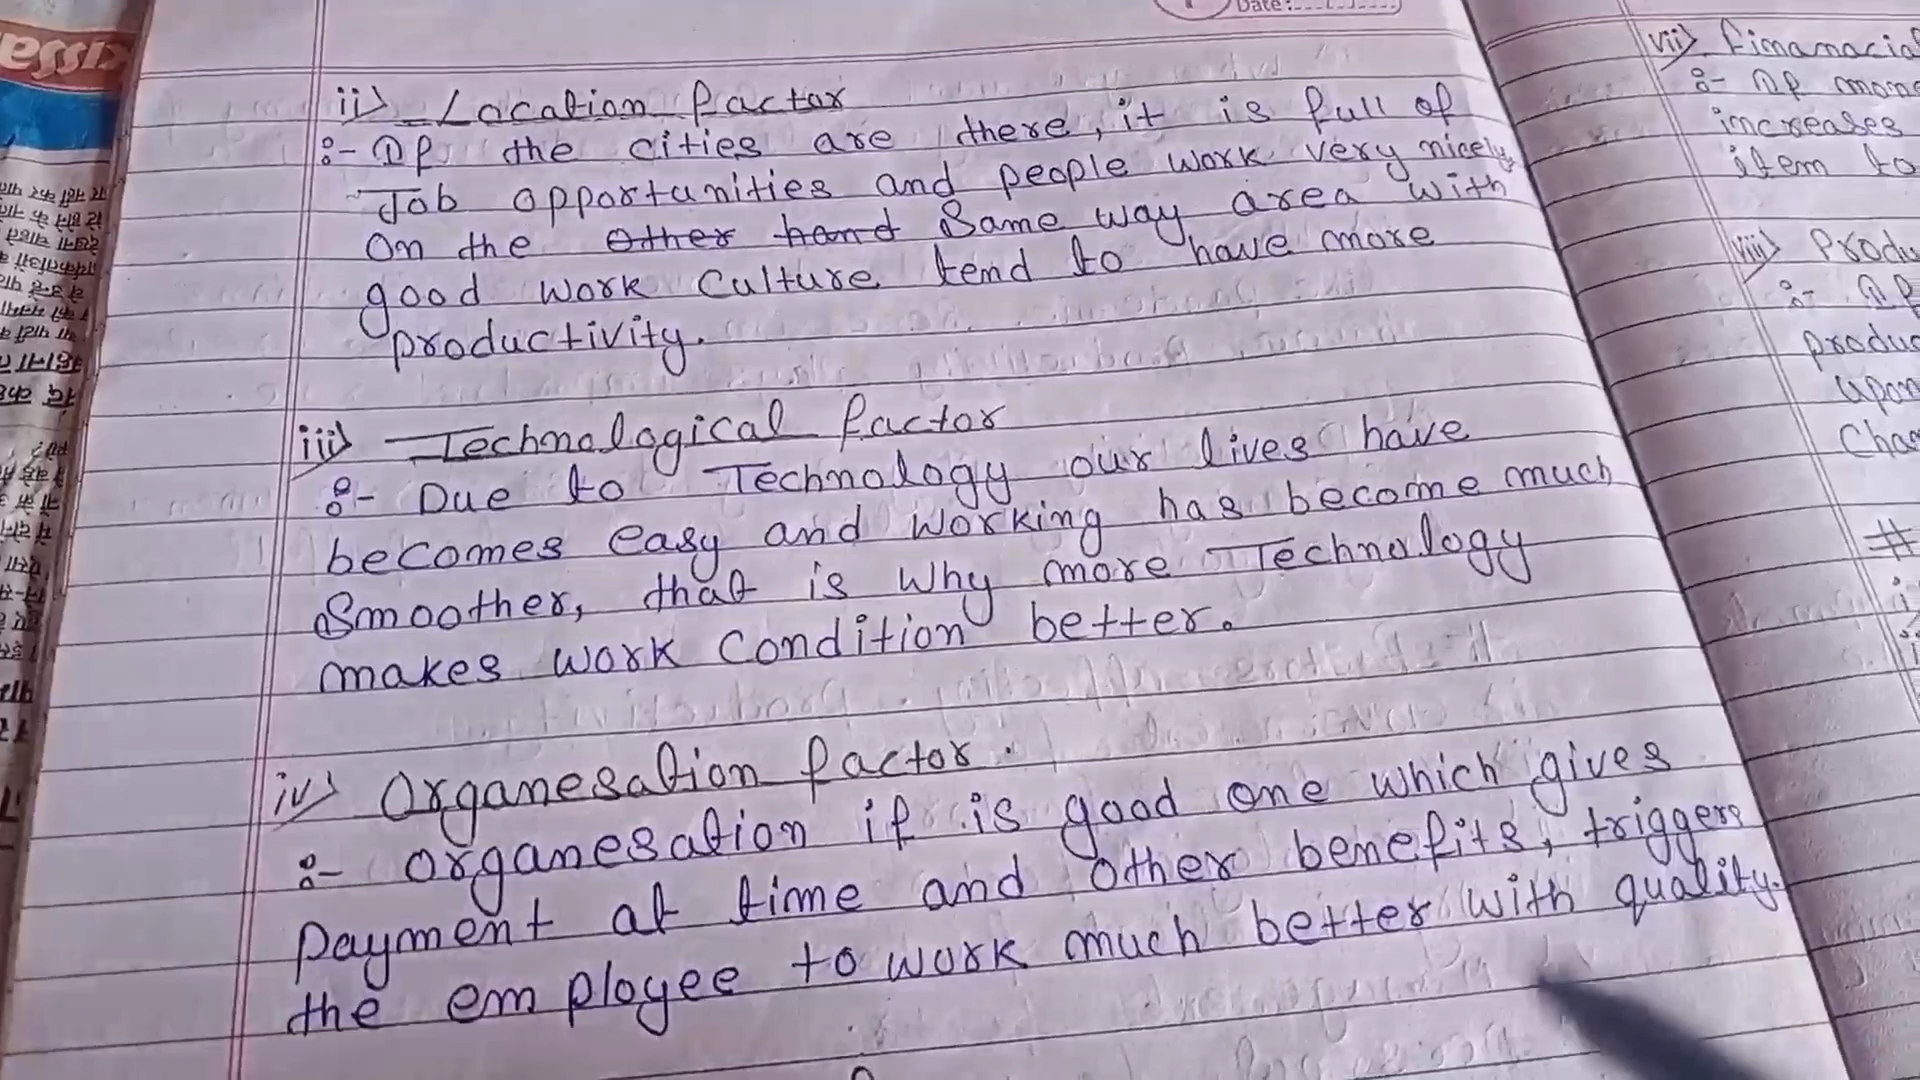 Date:
ii> Location factor
:- If the cities are there, it is full of
Job opportunities and people work very nicely
On the other hand Same way area with
good work Culture tend to have more
productivity.
iii> Technological factor
:- Due to Technology our lives have
becomes easy and working has become much
Smoother, that is why more Technology
makes work Condition better.
iv> Organesation factor.
:- Organesation if is good one which gives
Payment at time and other benefits, triggers
the employee to work much better with quality.
vii> finamacial
:- If
increases
item to
viii> Produ
:- If
produc
upon
#